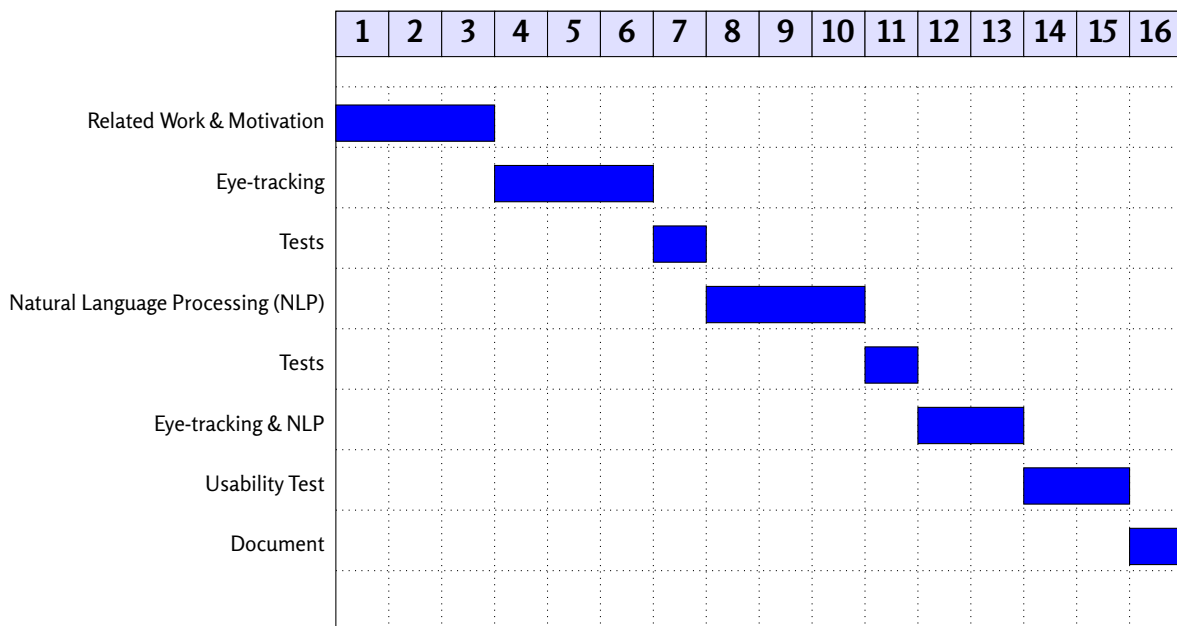 1 2 3 4 5 6 7 8 9 10 11 12 13 14 15 16
Related Work & Motivation
Eye-tracking
Tests
Natural Language Processing (NLP)
Tests
Eye-tracking & NLP
Usability Test
Document